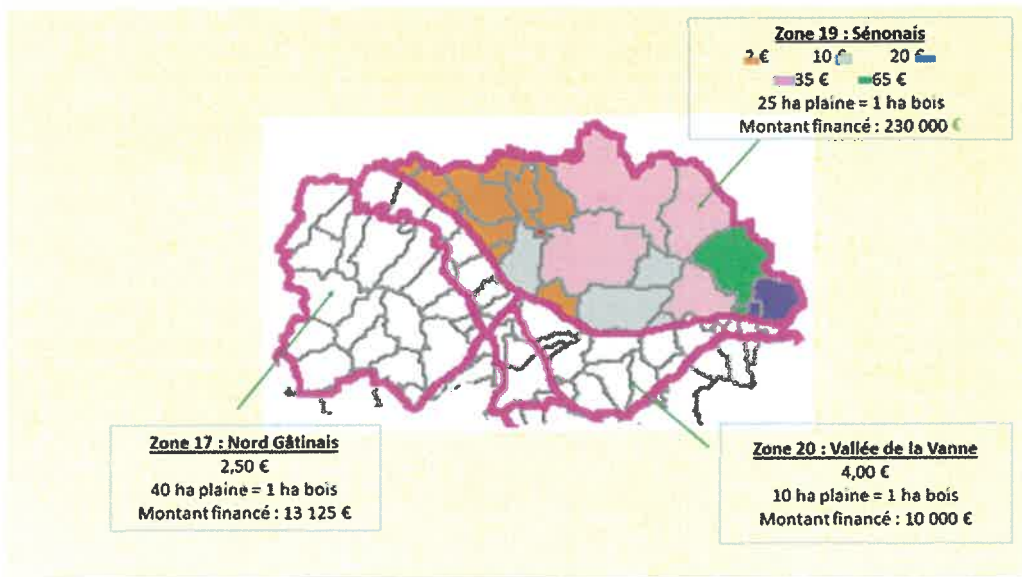 Zone 19 : Sénonais
2 € 10 € 20 €
35 € 65 €
25 ha plaine = 1 ha bois
Montant financé : 230 000 €
Zone 17 : Nord Gâtinais
2,50 €
40 ha plaine = 1 ha bois
Montant financé : 13 125 €
Zone 20 : Vallée de la Vanne
4,00 €
10 ha plaine = 1 ha bois
Montant financé : 10 000 €